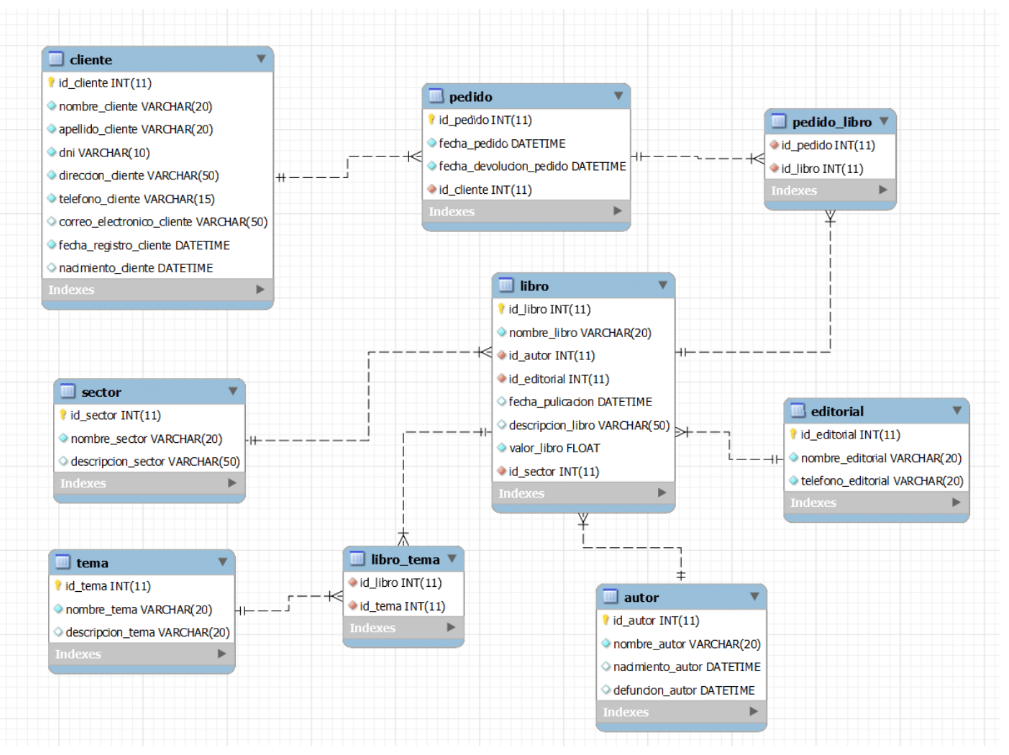 cliente
id_cliente INT(11)
nombre_cliente VARCHAR(20)
apellido_cliente VARCHAR(20)
dni VARCHAR(10)
direccion_cliente VARCHAR(50)
telefono_cliente VARCHAR(15)
correo_electronico_cliente VARCHAR(50)
fecha_registro_cliente DATETIME
nacimiento_cliente DATETIME
Indexes
pedido
id_pedido INT(11)
fecha_pedido DATETIME
fecha_devolucion_pedido DATETIME
id_cliente INT(11)
Indexes
pedido_libro
id_pedido INT(11)
id_libro INT(11)
Indexes
libro
id_libro INT(11)
nombre_libro VARCHAR(20)
id_autor INT(11)
id_editorial INT(11)
fecha_pulicacion DATETIME
descripcion_libro VARCHAR(50)
valor_libro FLOAT
id_sector INT(11)
Indexes
sector
id_sector INT(11)
nombre_sector VARCHAR(20)
descripcion_sector VARCHAR(50)
Indexes
editorial
id_editorial INT(11)
nombre_editorial VARCHAR(20)
telefono_editorial VARCHAR(20)
Indexes
tema
id_tema INT(11)
nombre_tema VARCHAR(20)
descripcion_tema VARCHAR(20)
Indexes
libro_tema
id_libro INT(11)
id_tema INT(11)
Indexes
autor
id_autor INT(11)
nombre_autor VARCHAR(20)
nacimiento_autor DATETIME
defuncion_autor DATETIME
Indexes